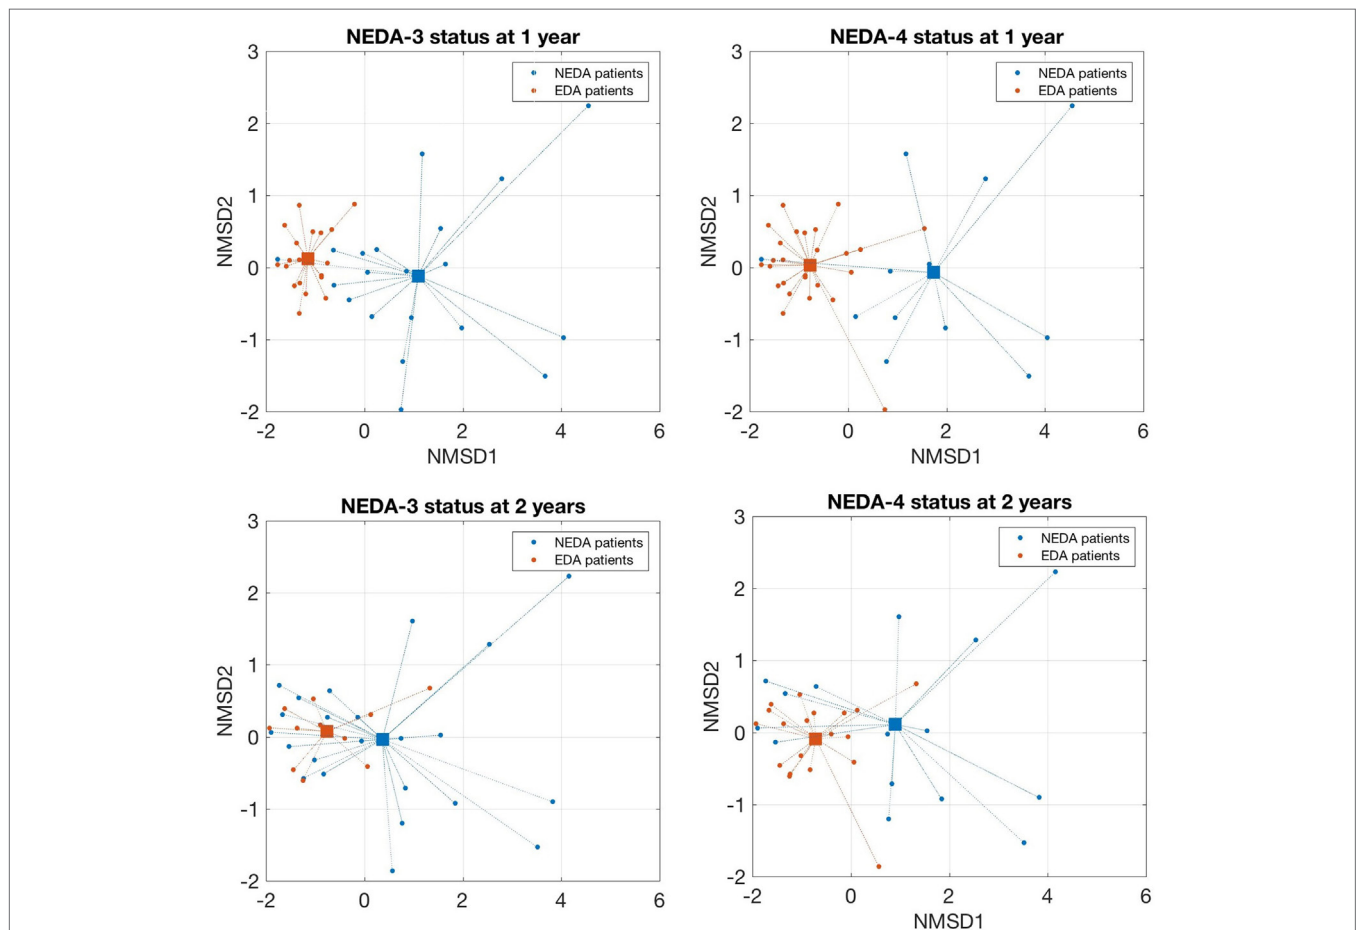 NEDA-3 status at 1 year
3
2
1
0
-1
-2
NMSD2
NEDA patients
EDA patients
-2 0 2 4 6
NMSD1
NEDA-4 status at 1 year
3
2
1
0
-1
-2
NMSD2
NEDA patients
EDA patients
-2 0 2 4 6
NMSD1
NEDA-3 status at 2 years
3
2
1
0
-1
-2
NMSD2
NEDA patients
EDA patients
-2 0 2 4 6
NEDA-4 status at 2 years
3
2
1
0
-1
-2
NMSD2
NEDA patients
EDA patients
-2 0 2 4 6
NMSD1